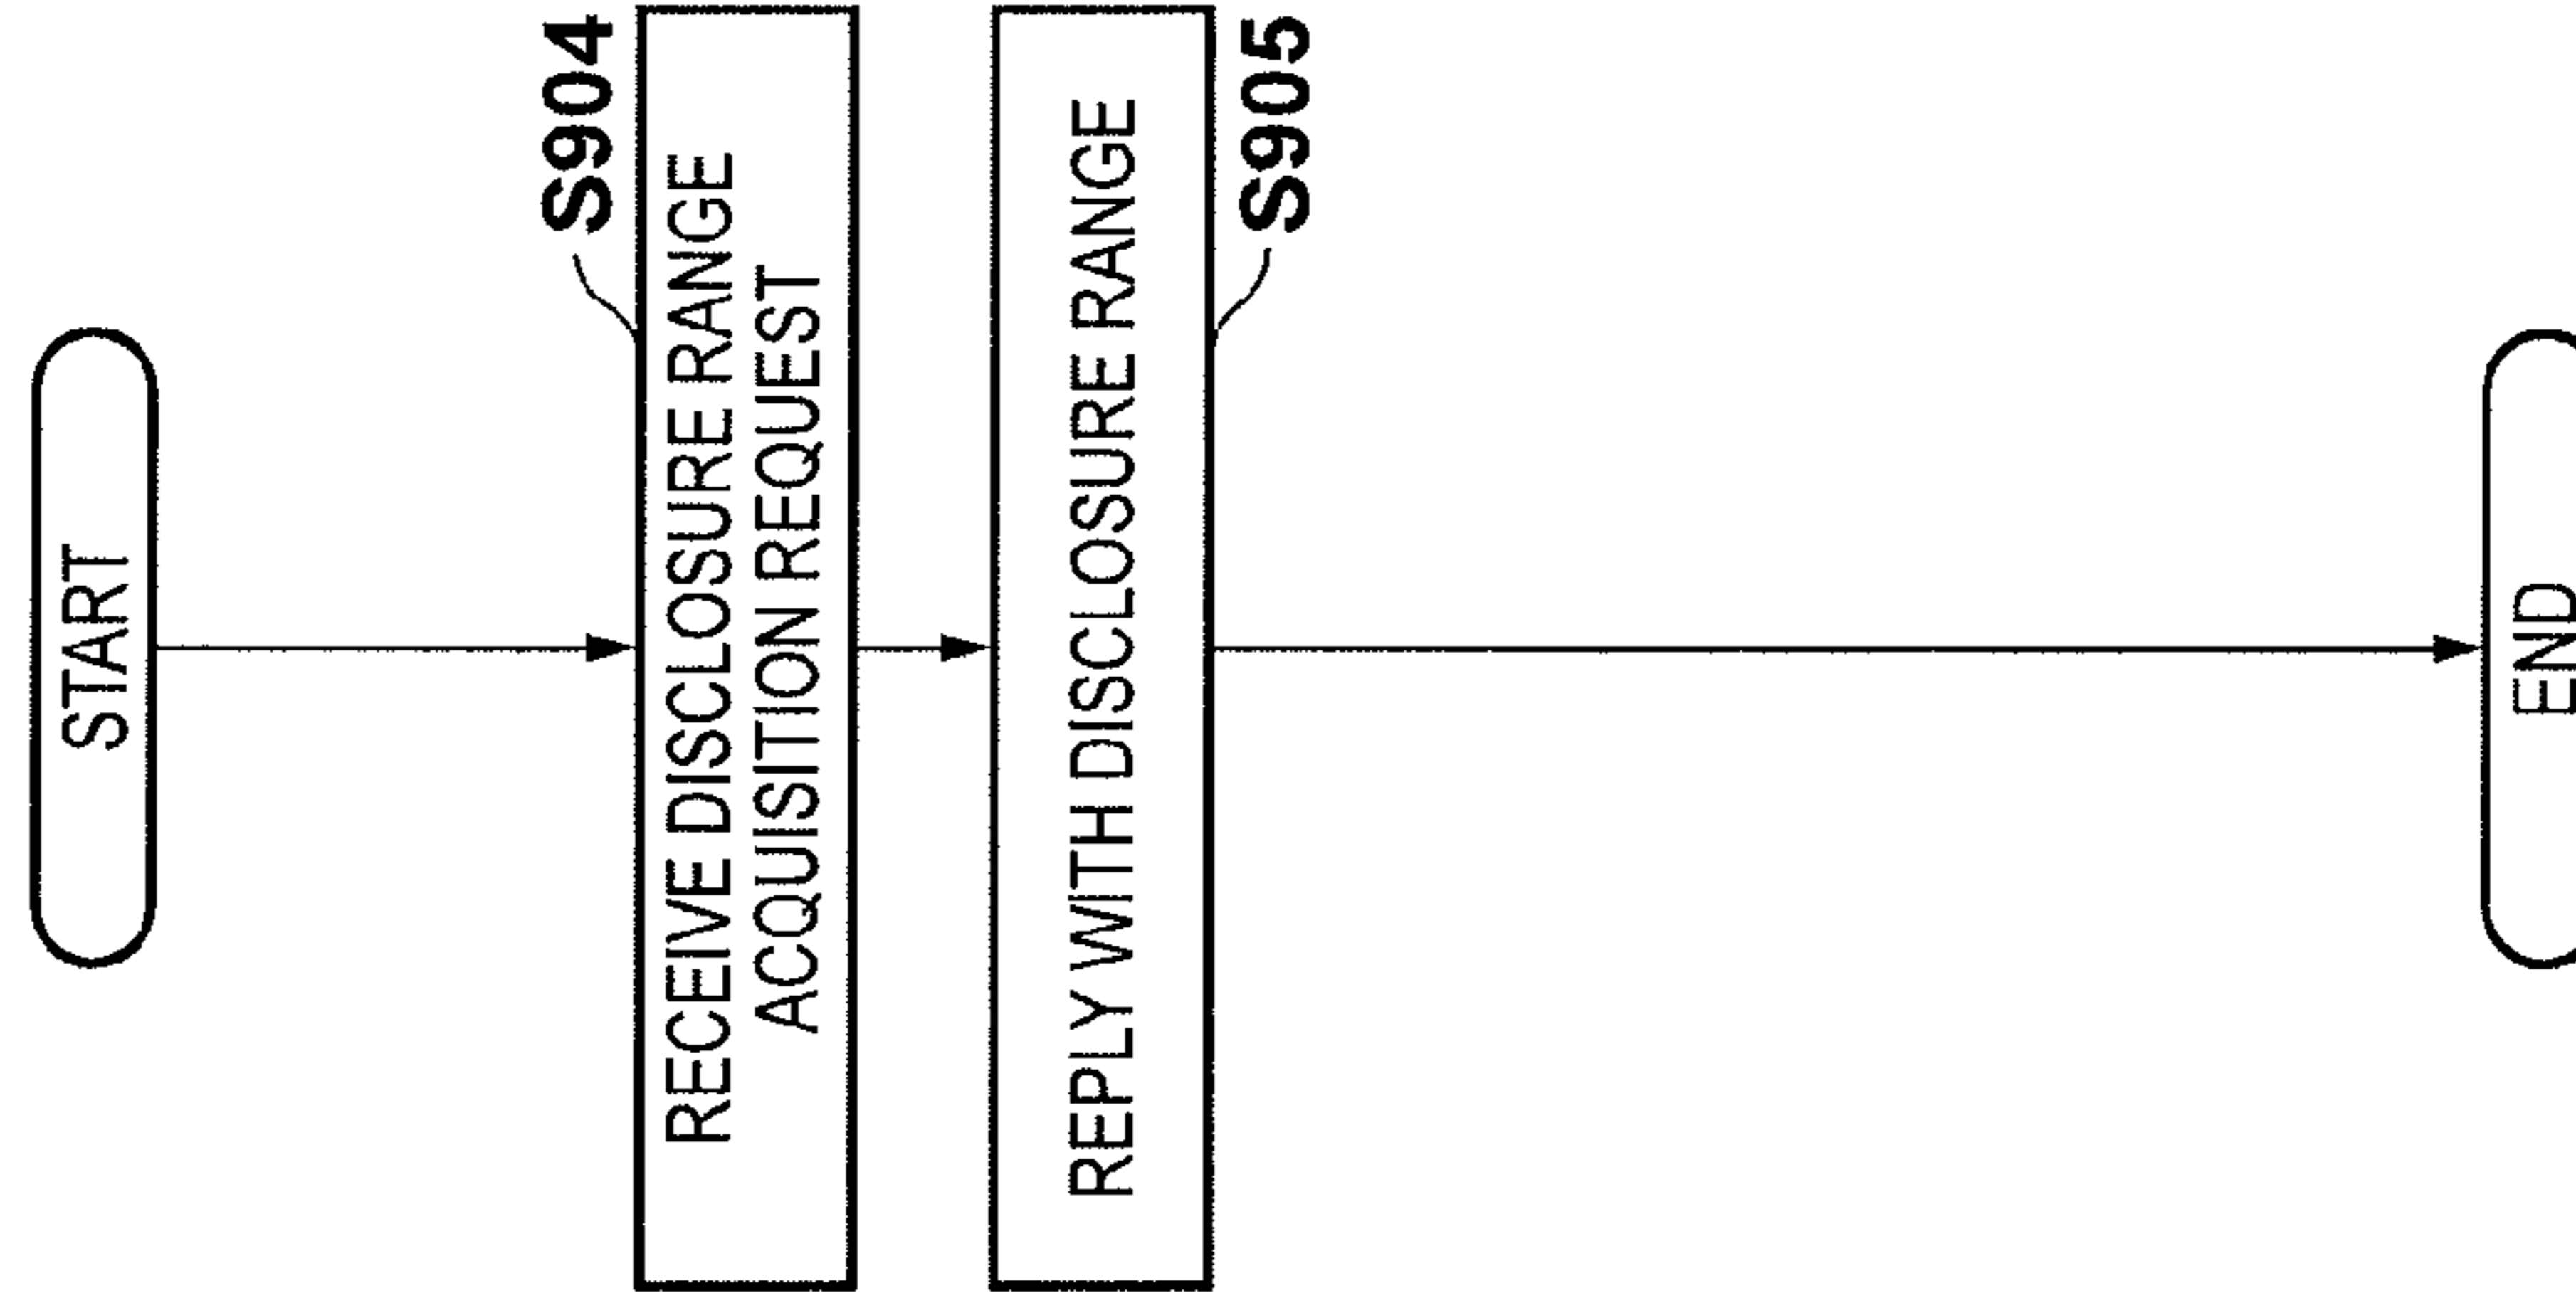 START
S904
RECEIVE DISCLOSURE RANGE
ACQUISITION REQUEST
REPLY WITH DISCLOSURE RANGE
S905
END